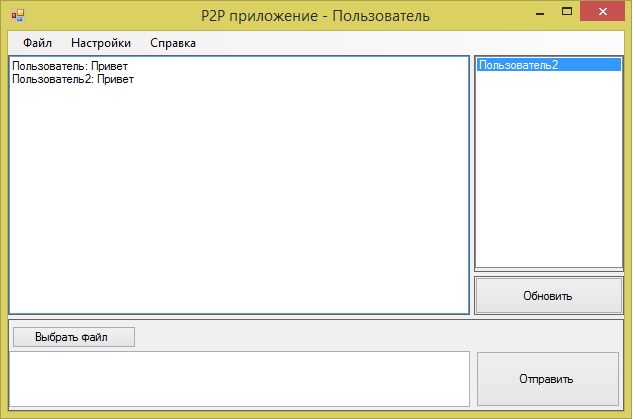 P2P приложение - Пользователь
Файл Настройки Справка
Пользователь: Привет
Пользователь2: Привет
Пользователь2
Обновить
Выбрать файл
Отправить